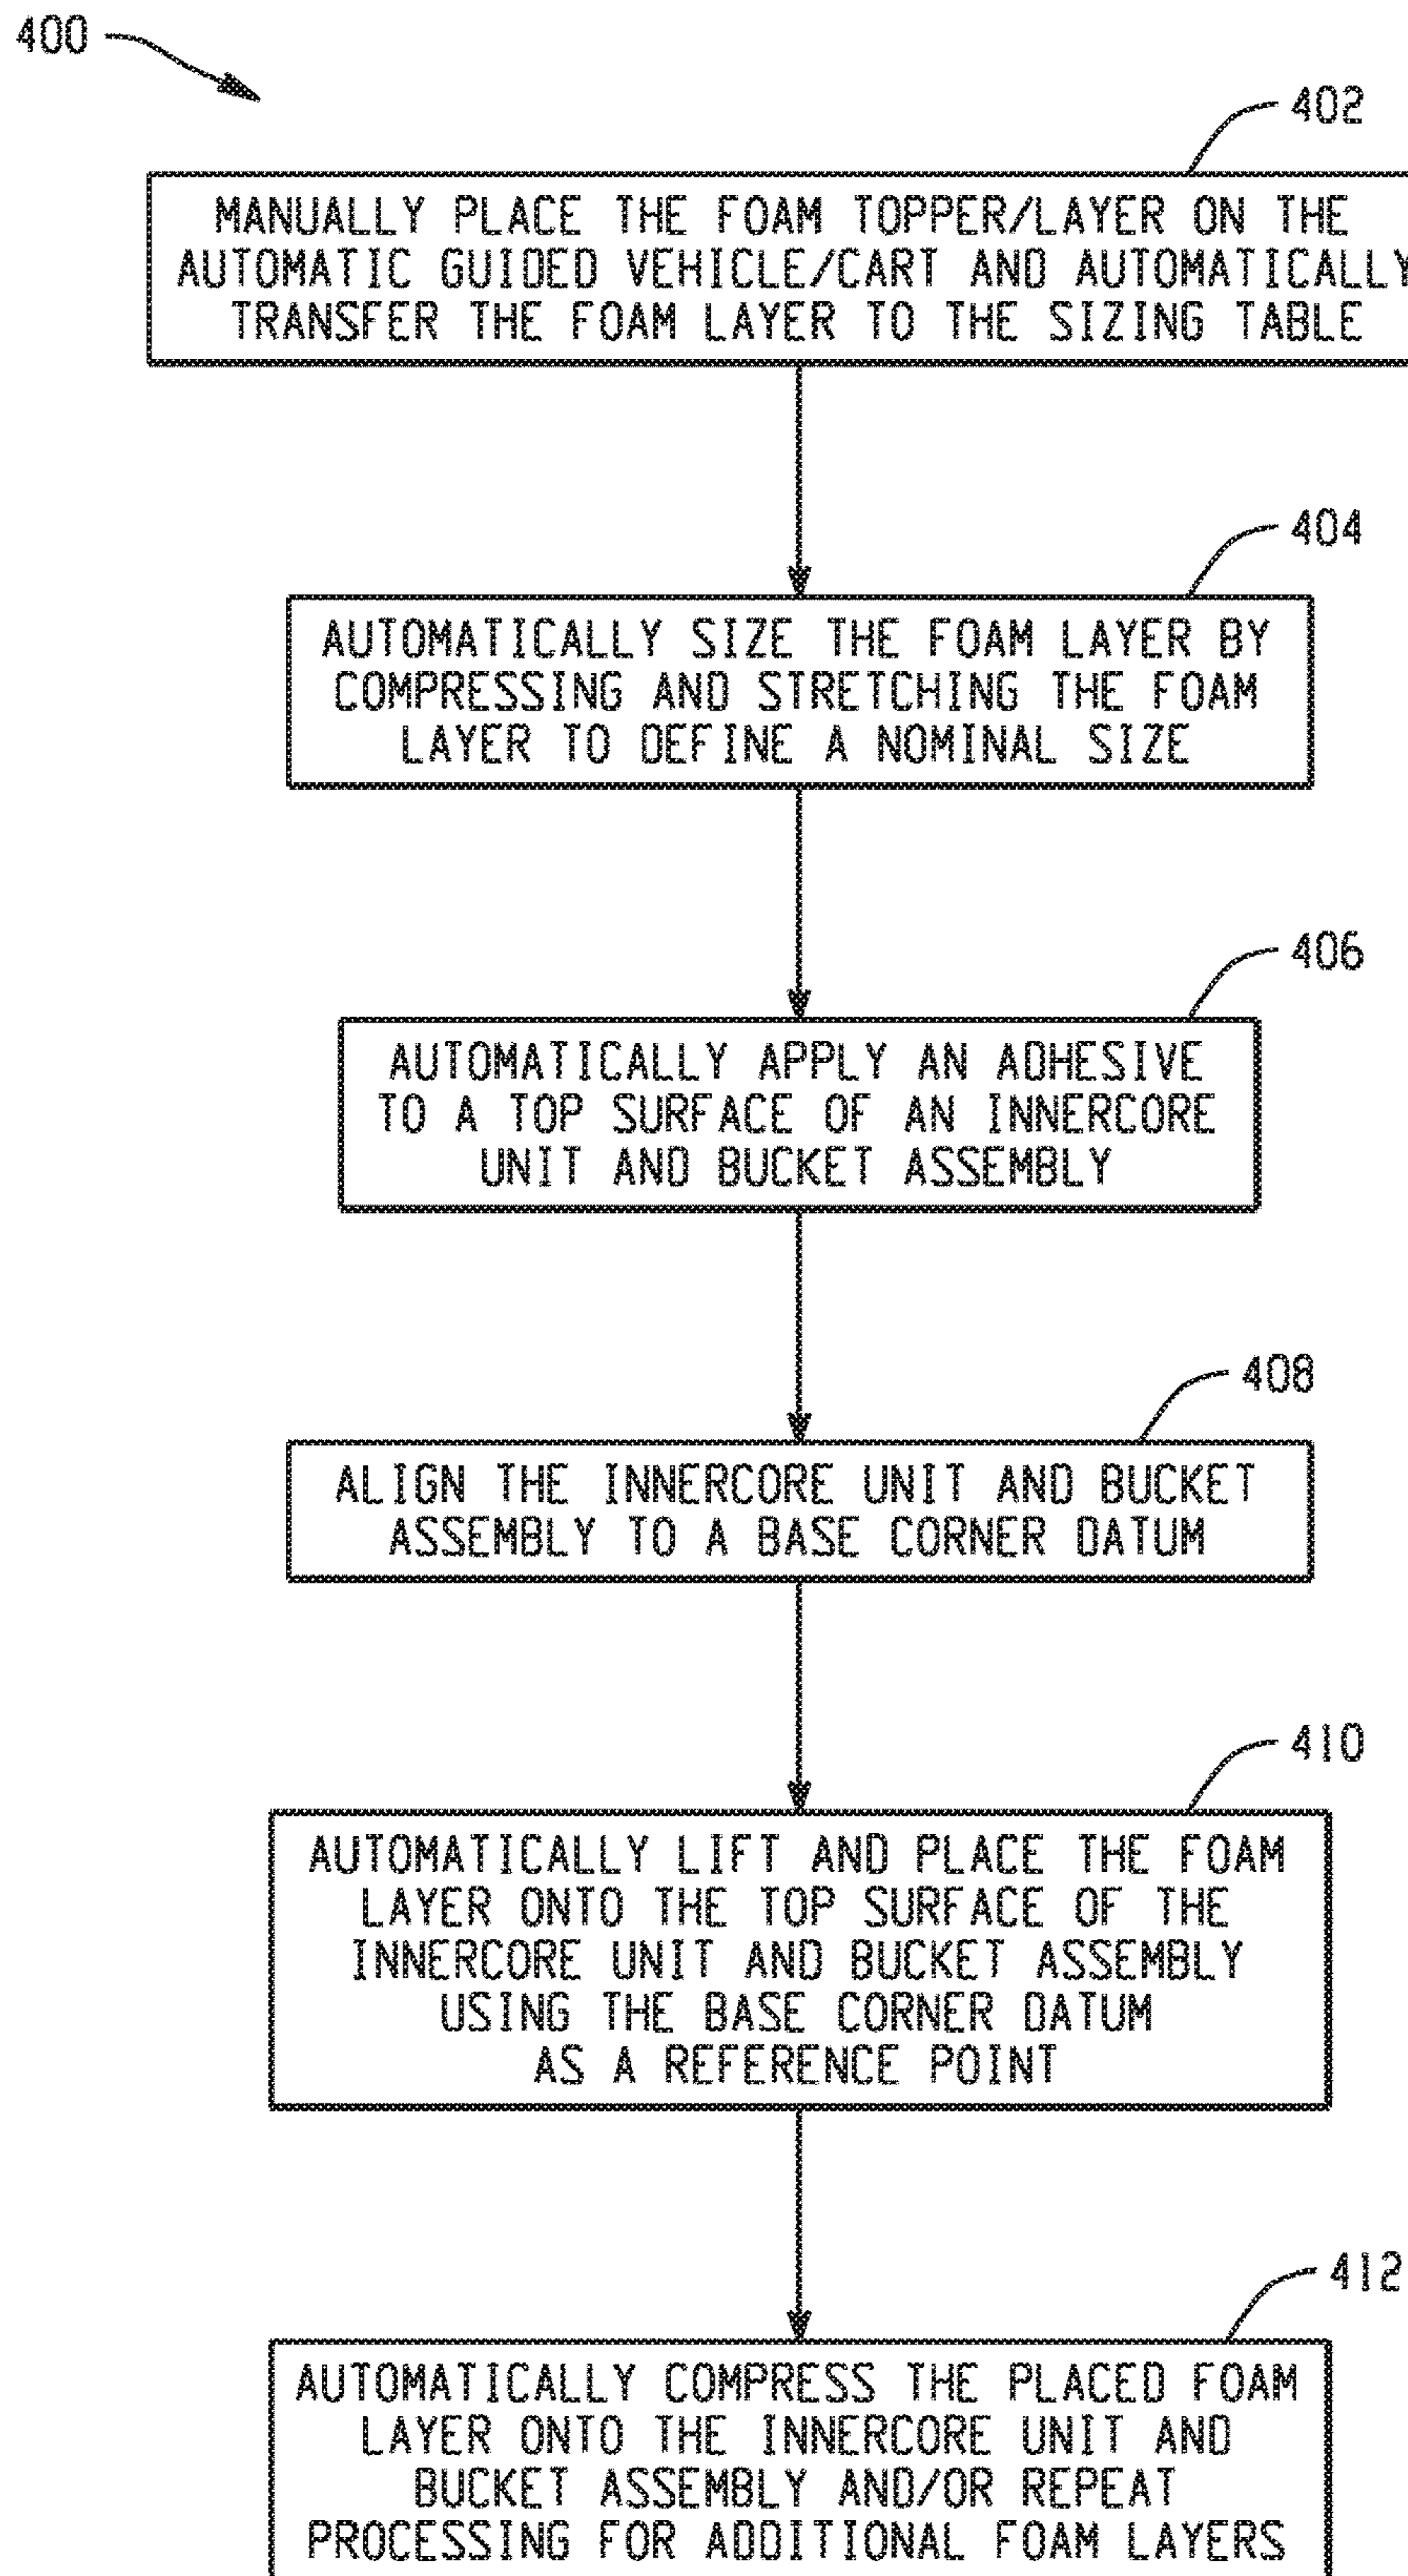 400
402
MANUALLY PLACE THE FOAM TOPPER/LAYER ON THE
AUTOMATIC GUIDED VEHICLE/CART AND AUTOMATICALLY
TRANSFER THE FOAM LAYER TO THE SIZING TABLE
404
AUTOMATICALLY SIZE THE FOAM LAYER BY
COMPRESSING AND STRETCHING THE FOAM
LAYER TO DEFINE A NOMINAL SIZE
406
AUTOMATICALLY APPLY AN ADHESIVE
TO A TOP SURFACE OF AN INNERCORE
UNIT AND BUCKET ASSEMBLY
408
ALIGN THE INNERCORE UNIT AND BUCKET
ASSEMBLY TO A BASE CORNER DATUM
410
AUTOMATICALLY LIFT AND PLACE THE FOAM
LAYER ONTO THE TOP SURFACE OF THE
INNERCORE UNIT AND BUCKET ASSEMBLY
USING THE BASE CORNER DATUM
AS A REFERENCE POINT
412
AUTOMATICALLY COMPRESS THE PLACED FOAM
LAYER ONTO THE INNERCORE UNIT AND
BUCKET ASSEMBLY AND/OR REPEAT
PROCESSING FOR ADDITIONAL FOAM LAYERS